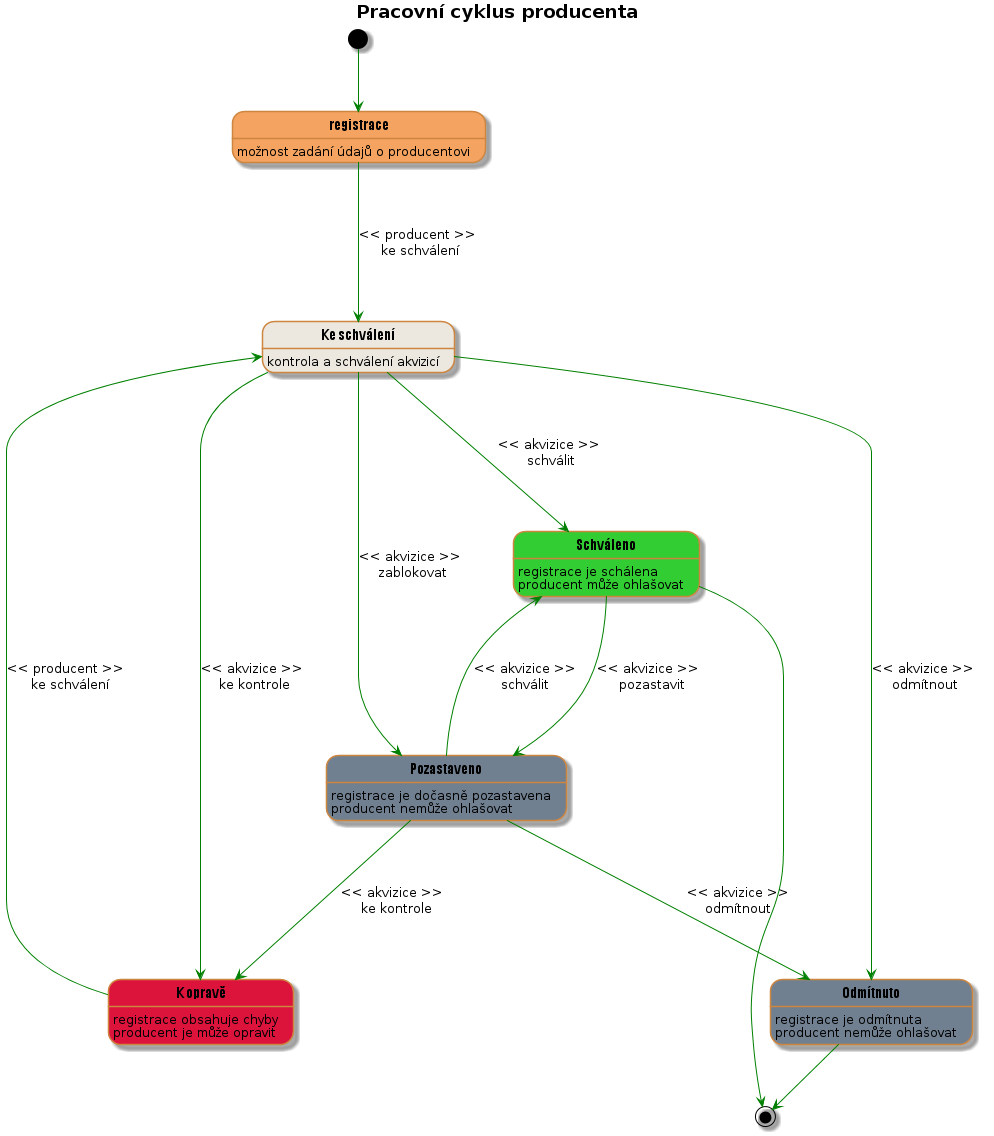 Pracovní cyklus producenta
registrace
možnost zadání údajů o producentovi
<< producent >>
ke schválení
Ke schválení
kontrola a schválení akvizicí
<< akvizice >>
schválit
Schváleno
registrace je schálena
producent může ohlašovat
<< akvizice >>
zablokovat
<< producent >>
ke schválení
<< akvizice >>
ke kontrole
<< akvizice >>
schválit
<< akvizice >>
pozastavit
<< akvizice >>
odmítnout
Pozastaveno
registrace je dočasně pozastavena
producent nemůže ohlašovat
<< akvizice >>
ke kontrole
<< akvizice >>
odmítnout
K opravě
registrace obsahuje chyby
producent je může opravit
Odmítnuto
registrace je odmítnuta
producent nemůže ohlašovat